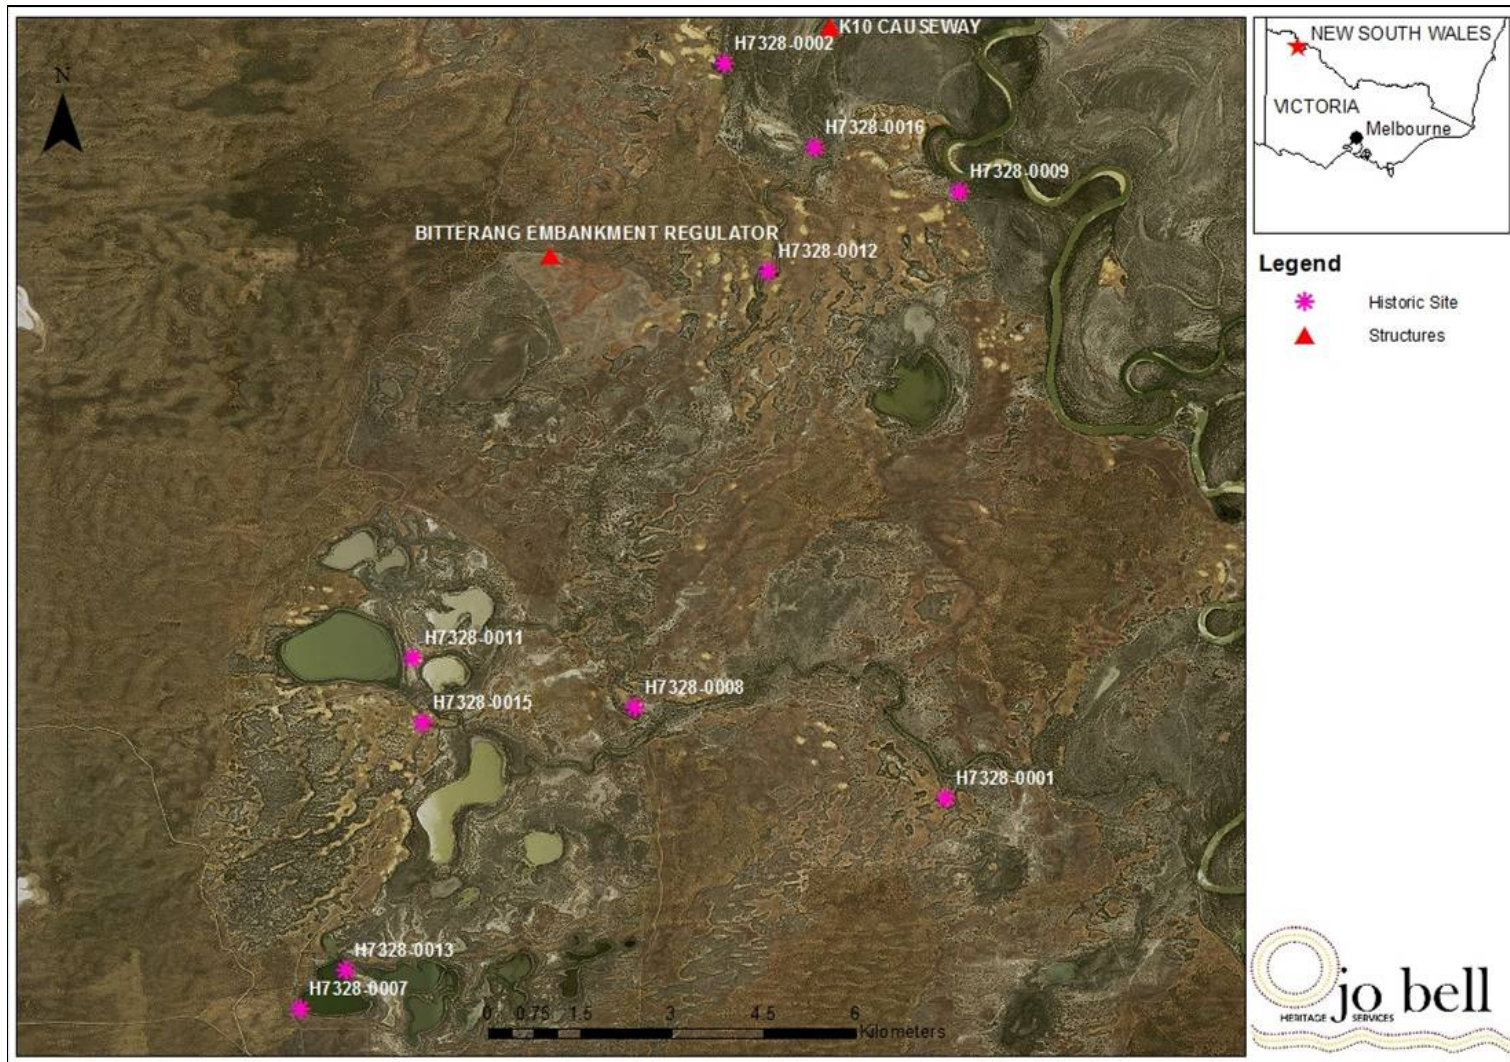 N
K10 CAUSEWAY
H7328-0002
H7328-0016
H7328-0009
BITTERANG EMBANKMENT REGULATOR
H7328-0012
H7328-0011
H7328-0015
H7328-0008
H7328-0001
H7328-0013
H7328-0007
0 0.75 1.5 3 4.5 6
Kilometers
NEW SOUTH WALES
VICTORIA
Melbourne
Legend
Historic Site
Structures
jo bell
HERITAGE SERVICES